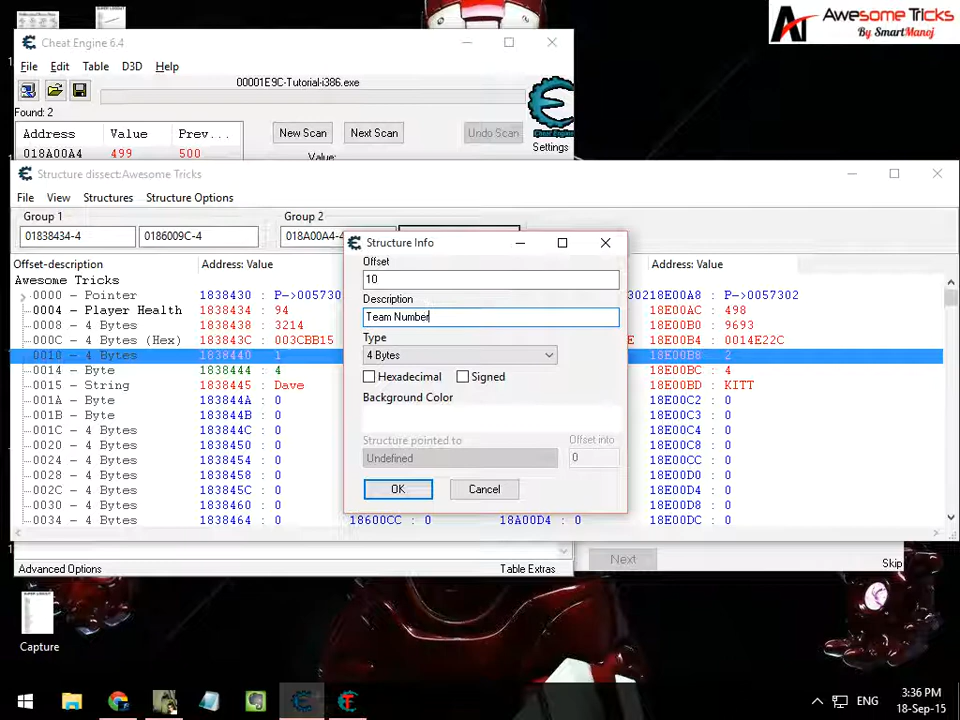 Awesome Tricks
By SmartManoj
Cheat Engine 6.4
File Edit Table D3D Help
00001E9C-Tutorial-i386.exe
Found: 2
Address Value Prev...
New Scan Next Scan Undo Scan
Settings
018A00A4 499 500
Value:
Structure dissect:Awesome Tricks
File View Structures Structure Options
Group 1 Group 2
01838434-4 0186009C-4 018A00A4-4
Offset-description Address: Value Address: Value
Awesome Tricks
0000 - Pointer 1838430 : P->0057302 18E00A8 : P->0057302
0004 - Player Health 1838434 : 94 18E00AC : 498
0008 - 4 Bytes 1838438 : 3214 18E00B4 : 9693
000C - 4 Bytes (Hex) 183843C : 003CBB15 18E00B4 : 0014E22C
0010 - 4 Bytes 1838440 : 1 18E00B8 : 2
0014 - Byte 1838444 : 4 18E00BC : 4
0015 - String 1838445 : Dave 18E00BD : KITT
001A - Byte 183844A : 0 18E00C2 : 0
001B - Byte 183844B : 0 18E00C3 : 0
001C - 4 Bytes 183844C : 0 18E00C4 : 0
0020 - 4 Bytes 1838450 : 0 18E00C8 : 0
0024 - 4 Bytes 1838454 : 0 18E00CC : 0
0028 - 4 Bytes 1838458 : 0 18E00D0 : 0
002C - 4 Bytes 183845C : 0 18E00D4 : 0
0030 - 4 Bytes 1838460 : 0 18E00D8 : 0
0034 - 4 Bytes 1838464 : 0 18600CC : 0 18A00D4 : 0 18E00DC : 0
Structure Info
Offset
10
Description
Team Number
Type
4 Bytes
Hexadecimal Signed
Background Color
Structure pointed to Offset into
Undefined 0
OK Cancel
Next
Skip
Advanced Options Table Extras
Capture
ENG
3:36 PM
18-Sep-15